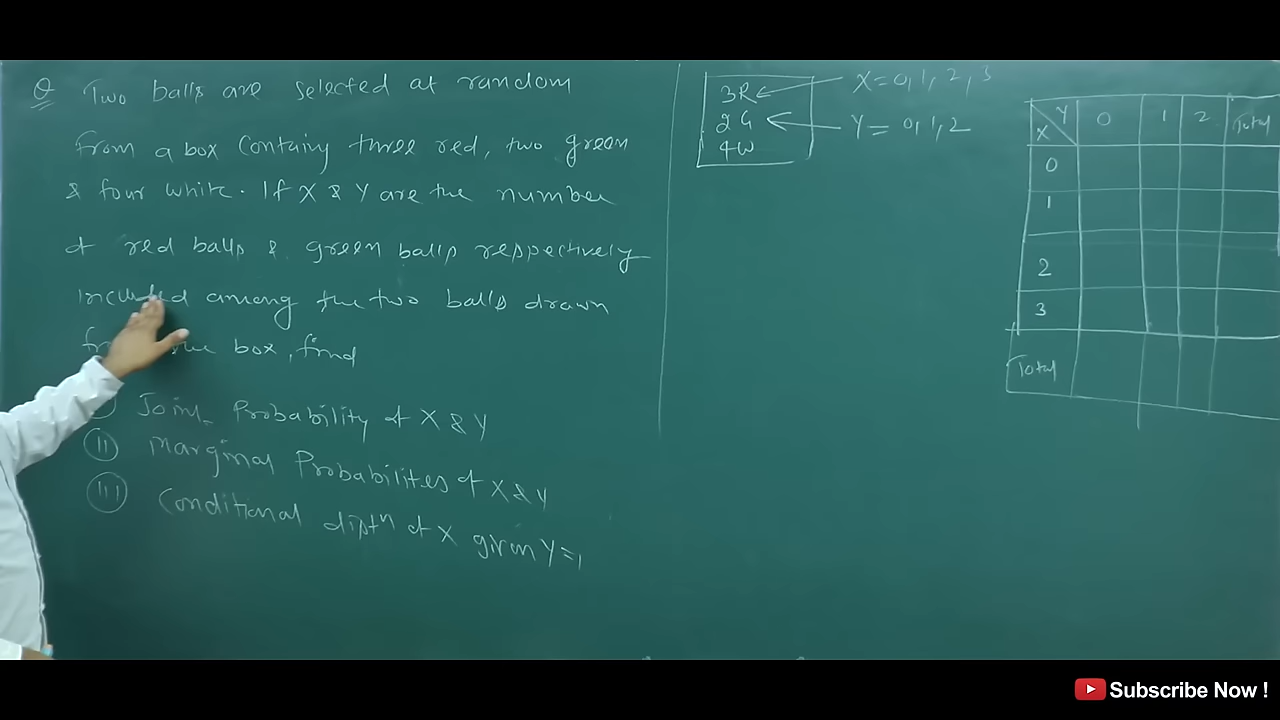 Q Two balls are selected at random
from a box containing three red, two green
& four white. If X & Y are the number
of red balls & green balls respectively
included among the two balls drawn
the box, find
Joint Probability of X & Y
(II) Marginal Probabilites of X & Y
(III) Conditional distn of X given Y=1
3R X=0,1,2,3
2G Y=0,1,2
4W
Y 0 1 2 Total
X
0
1
2
3
Total
Subscribe Now !